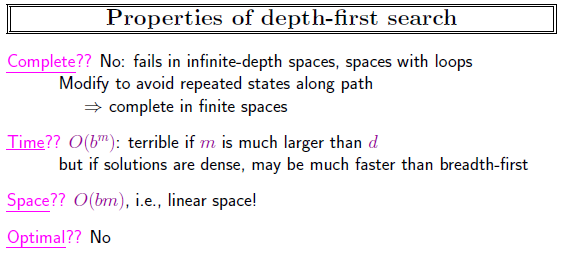 Properties of depth-first search
Complete?? No: fails in infinite-depth spaces, spaces with loops
Modify to avoid repeated states along path
⇒ complete in finite spaces
Time?? O(b^m): terrible if m is much larger than d
but if solutions are dense, may be much faster than breadth-first
Space?? O(bm), i.e., linear space!
Optimal?? No